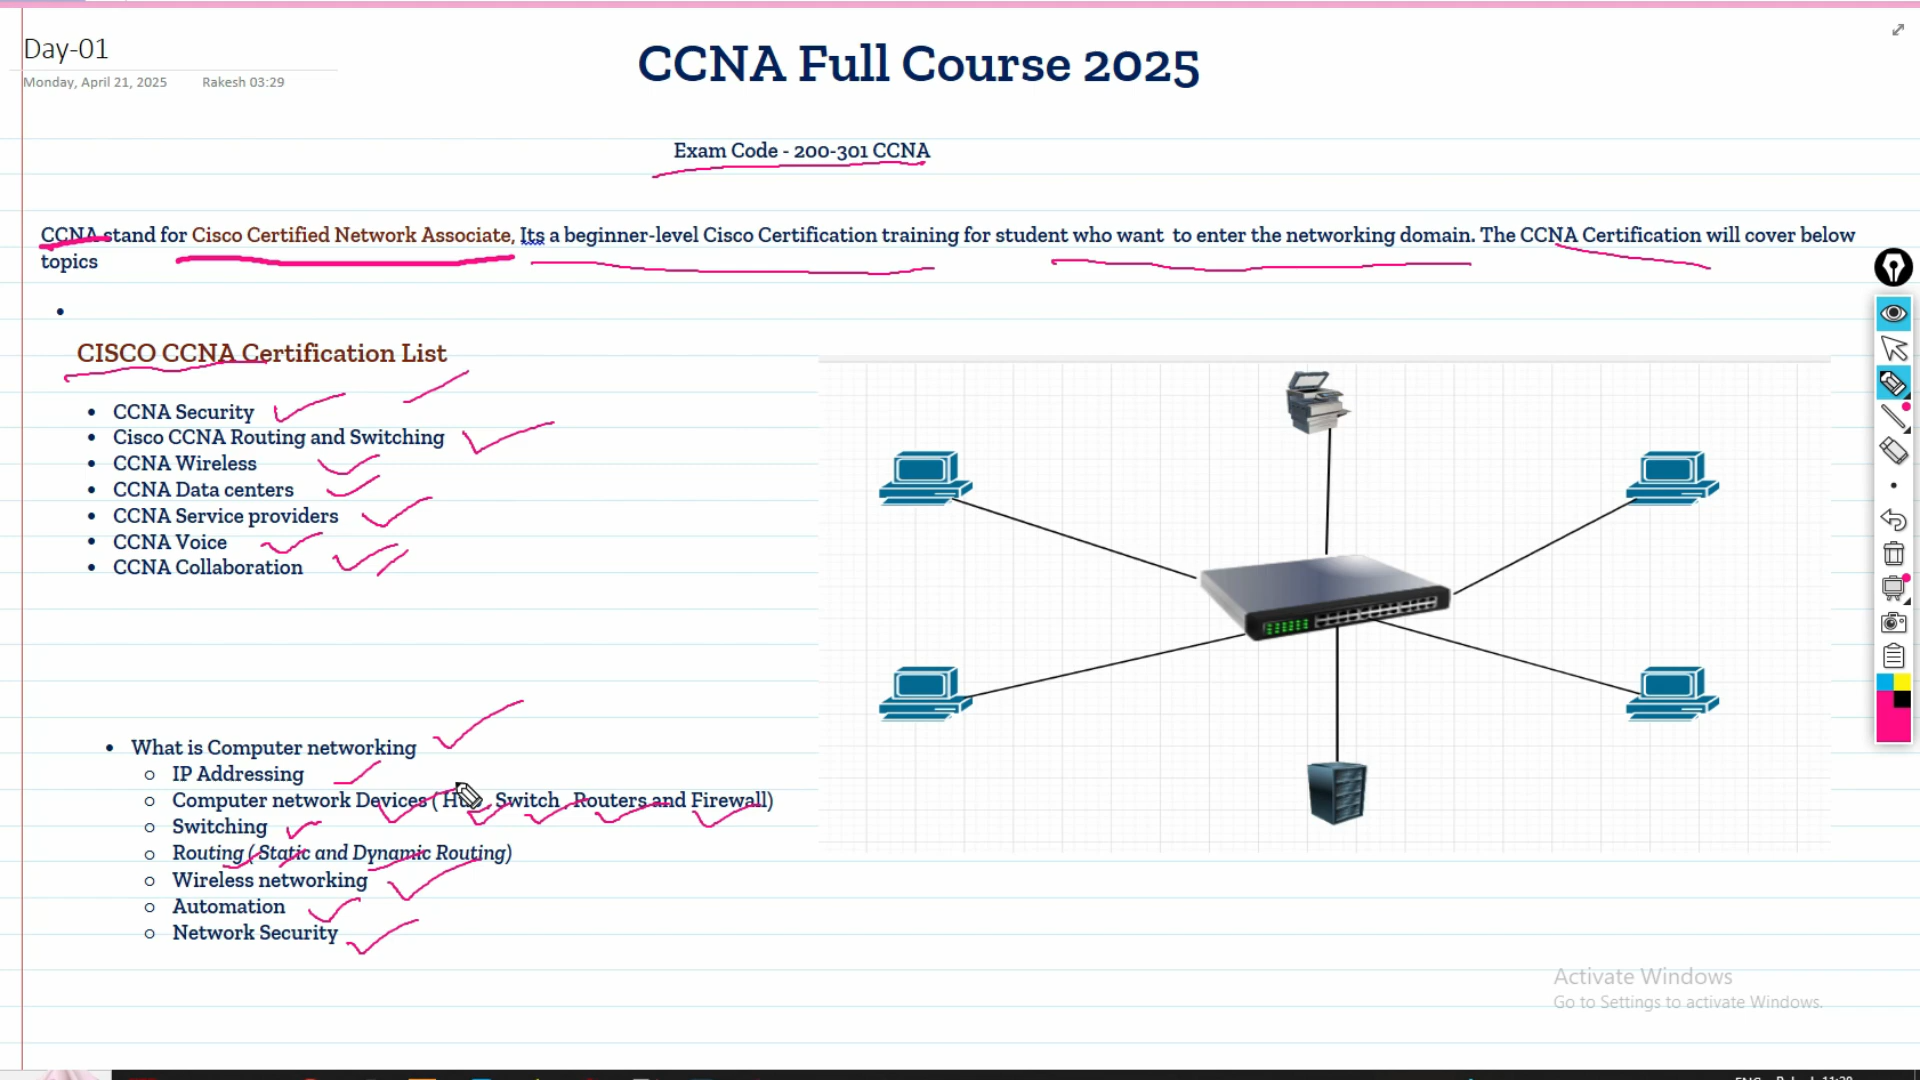 Day-01
Monday, April 21, 2025 Rakesh 03:29
CCNA Full Course 2025
Exam Code - 200-301 CCNA
CCNA stand for Cisco Certified Network Associate, Its a beginner-level Cisco Certification training for student who want to enter the networking domain. The CCNA Certification will cover below
topics
CISCO CCNA Certification List
• CCNA Security
• Cisco CCNA Routing and Switching
• CCNA Wireless
• CCNA Data centers
• CCNA Service providers
• CCNA Voice
• CCNA Collaboration
• What is Computer networking
○ IP Addressing
○ Computer network Devices ( Hub, Switch, Routers and Firewall)
○ Switching
○ Routing ( Static and Dynamic Routing)
○ Wireless networking
○ Automation
○ Network Security
Activate Windows
Go to Settings to activate Windows.